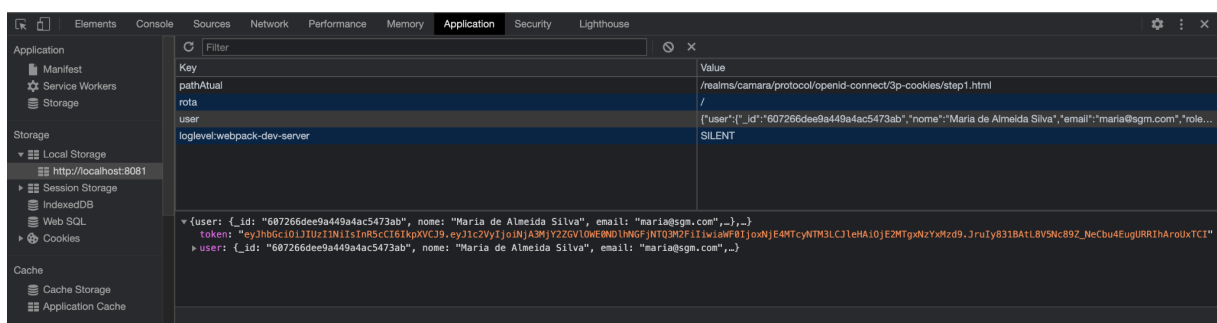 Elements Console Sources Network Performance Memory Application Security Lighthouse
Application
Manifest
Service Workers
Storage
Storage
Local Storage
http://localhost:8081
Session Storage
IndexedDB
Web SQL
Cookies
Cache
Cache Storage
Application Cache
Filter
Key Value
pathAtual /realms/camara/protocol/openid-connect/3p-cookies/step1.html
rota /
user {"user":{"_id":"607266dee9a449a4ac5473ab","nome":"Maria de Almeida Silva","email":"maria@sgm.com","role...
loglevel:webpack-dev-server SILENT
{user: {_id: "607266dee9a449a4ac5473ab", nome: "Maria de Almeida Silva", email: "maria@sgm.com",…},…}
token: "eyJhbGciOiJIUzI1NiIsInR5cCI6IkpXVCJ9.eyJ1c2VyIjoiNjA3MjY2ZGVlOWE0NDlhNGFjNTQ3M2FiIiwiaWF0IjoxNjE4MTcyNTM3LCJleHAiOjE2MTgxNzYxMzd9.JruIy831BAtL8V5Nc89Z_NeCbu4EugURRIhAroUxTCI"
user: {_id: "607266dee9a449a4ac5473ab", nome: "Maria de Almeida Silva", email: "maria@sgm.com",…}